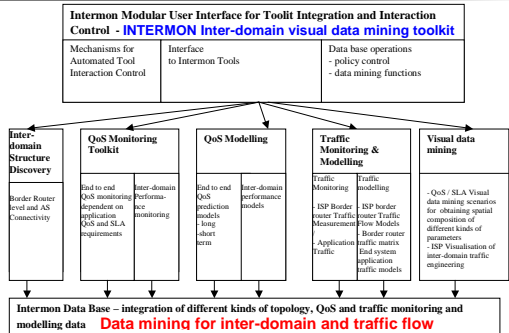 Intermon Modular User Interface for Toolit Integration and Interaction
Control - INTERMON Inter-domain visual data mining toolkit
Mechanisms for
Automated Tool
Interaction Control
Interface
to Intermon Tools
Data base operations
- policy control
- data mining functions
Inter-
domain
Structure
Discovery
Border Router
level and AS
Connectivity
QoS Monitoring
Toolkit
End to end
QoS monitoring
dependent on
application
QoS and SLA
requirements
Inter-domain
Performa-
nce
monitoring
QoS Modelling
End to end
QoS
prediction
models
- long
-short
term
Inter-domain
performance
models
Traffic
Monitoring &
Modelling
Traffic
Monitoring
- ISP Border
router Traffic
Measurement
/
- Application
Traffic
Traffic
modelling
- ISP border
router Traffic
Flow Models
- Border router
traffic matrix
End system
application
traffic models
Visual data
mining
- QoS / SLA Visual
data mining scenarios
for obtaining spatial
composition of
different kinds of
parameters
- ISP Visualisation of
inter-domain traffic
engineering
Intermon Data Base – integration of different kinds of topology, QoS and traffic monitoring and
modelling data Data mining for inter-domain and traffic flow